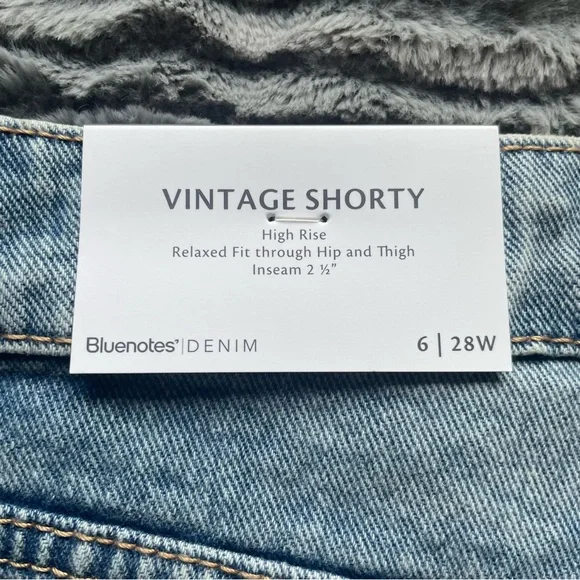 VINTAGE SHORTY
High Rise
Relaxed Fit through Hip and Thigh
Inseam 2 ½"
Bluenotes' | DENIM
6 | 28W